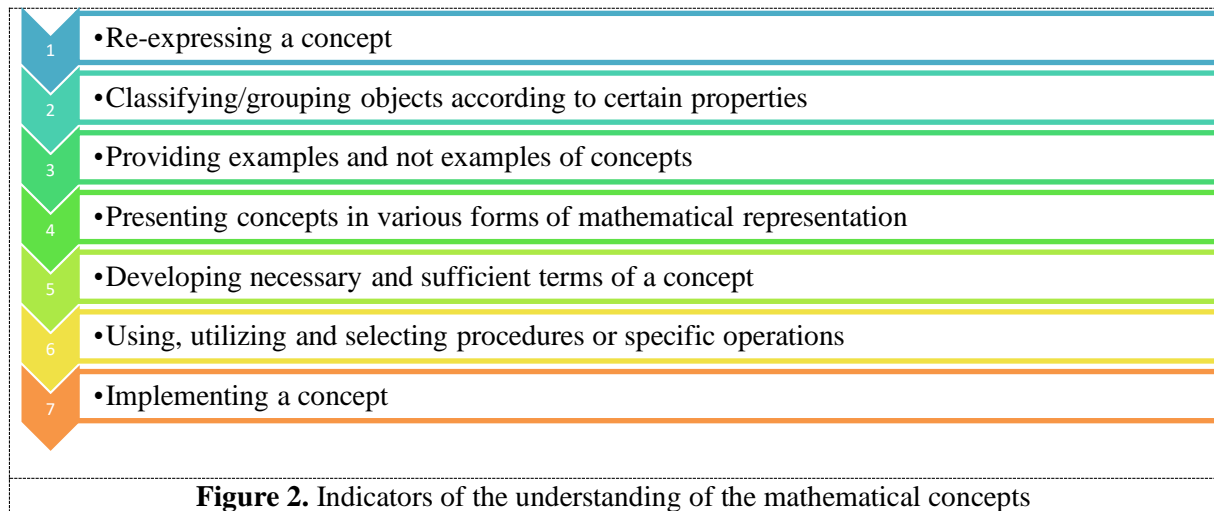 1 •Re-expressing a concept
2 •Classifying/grouping objects according to certain properties
3 •Providing examples and not examples of concepts
4 •Presenting concepts in various forms of mathematical representation
5 •Developing necessary and sufficient terms of a concept
6 •Using, utilizing and selecting procedures or specific operations
7 •Implementing a concept
Figure 2. Indicators of the understanding of the mathematical concepts